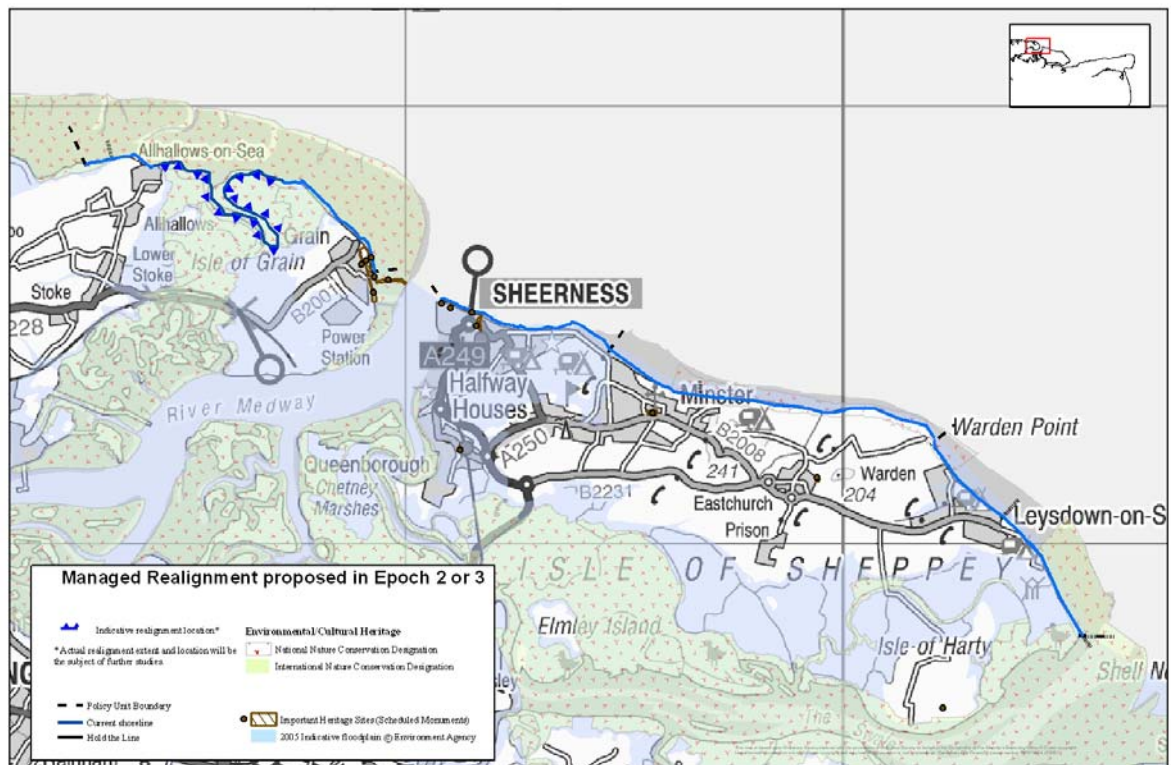 Allhallows-on-Sea
Allhallows
Grain
Lower
Stoke
Isle of Grain
Stoke
B2001
228
Power
Station
SHEERNESS
A249
Halfway
Houses
Minster
River Medway
A250
B2008
Warden Point
Queenborough
Chetney
Marshes
241
Warden
204
B2231
Eastchurch
Prison
Leysdown-on-S
ISLE OF SHEPPEY
Elmley Island
Isle of Harty
Shell N
The
Managed Realignment proposed in Epoch 2 or 3
Indicative realignment location*
*Actual realignment extent and location will be
the subject of further studies
Environmental/Cultural Heritage
National Nature Conservation Designation
International Nature Conservation Designation
Policy Unit Boundary
Current shoreline
Hold the Line
Important Heritage Sites (Scheduled Monuments)
2005 Indicative floodplain © Environment Agency